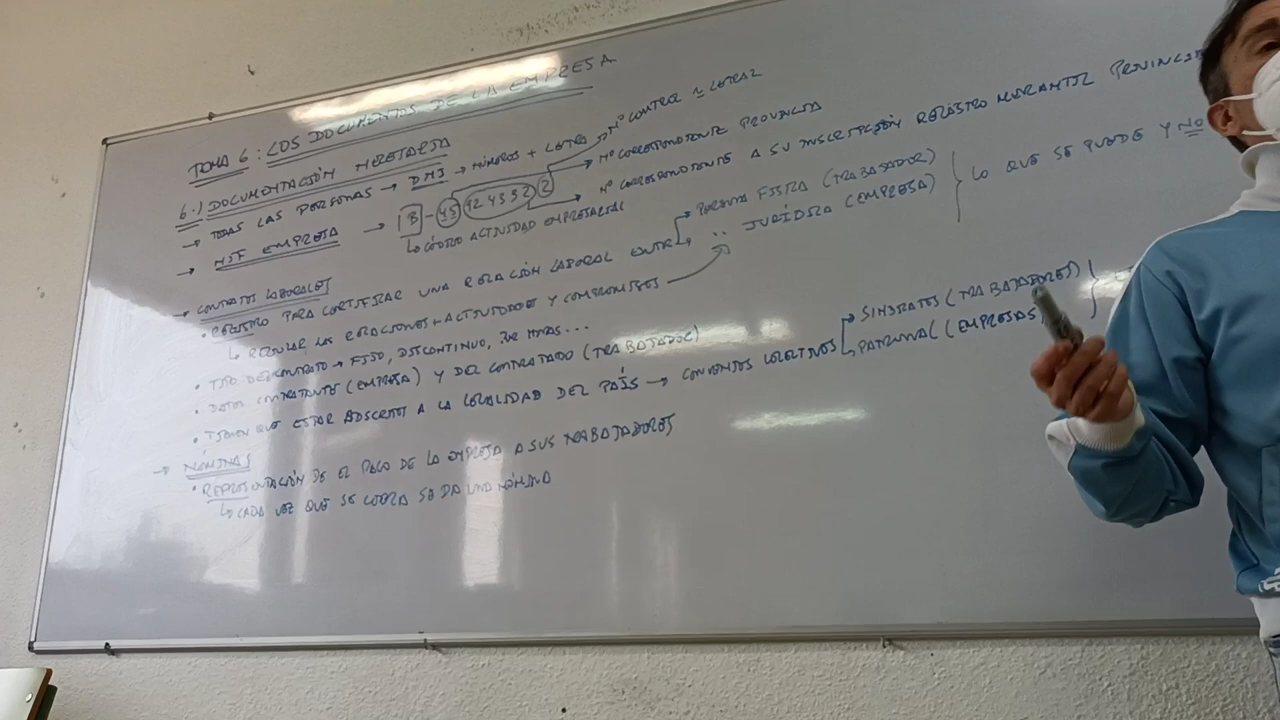 TEMA 6: LOS DOCUMENTOS DE LA EMPRESA
6.1 DOCUMENTACIÓN
→ TODAS LAS PERSONAS → DNI → NÚMEROS + LETRA
→ Nº CONTROL Ó LETRA
→ NIF EMPRESA → B - 45 924332 2
→ Nº CORRESPONDIENTE PROVINCIA
→ Nº CORRESPONDIENTE A SU INSCRIPCIÓN REGISTRO MERCANTIL
↳ CÓDIGO ACTIVIDAD EMPRESARIAL
→ CONTRATOS LABORALES
• REGISTRO PARA CERTIFICAR UNA RELACIÓN LABORAL ENTRE
→ PERSONA FÍSICA (TRABAJADOR)
→ '' JURÍDICA (EMPRESA)
LO QUE SE PUEDE Y NO
↳ REGULAR LAS RELACIONES + ACTIVIDADES Y COMPROMISOS
• TIPO DE CONTRATO → FIJO, DISCONTINUO, POR HORAS...
• DATOS CONTRATANTE (EMPRESA) Y DEL CONTRATADO (TRABAJADOR)
• TIENEN QUE ESTAR ADSCRITOS A LA LOCALIDAD DEL PAÍS → CONVENIOS COLECTIVOS
→ SINDICATOS (TRABAJADORES)
→ PATRONAL (EMPRESAS)
→ NÓMINAS
• REPRESENTACIÓN DE EL PAGO DE LA EMPRESA A SUS TRABAJADORES
↳ CADA VEZ QUE SE COBRA SE DA UNA NÓMINA